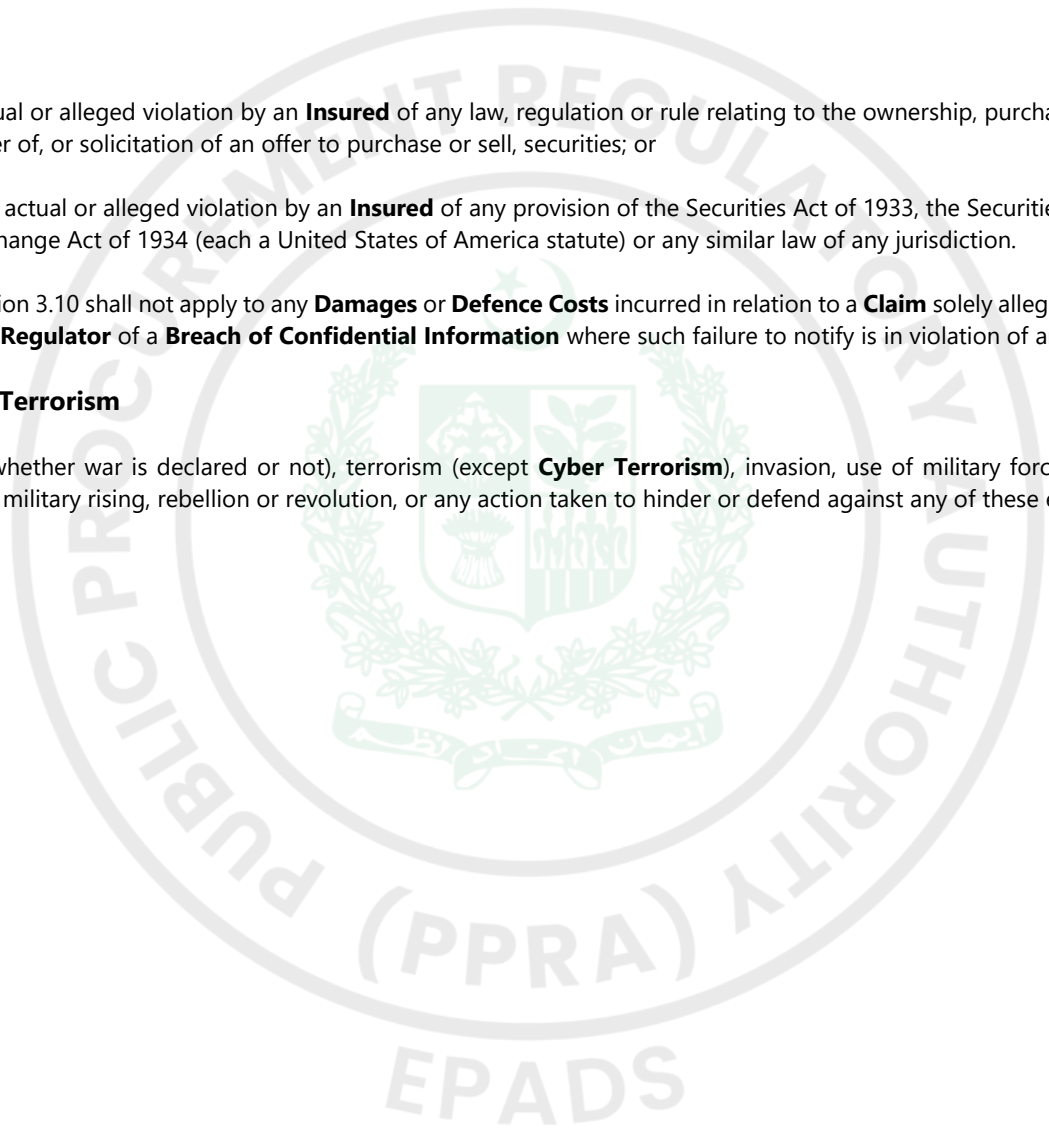 ual or alleged violation by an Insured of any law, regulation or rule relating to the ownership, purcha
er of, or solicitation of an offer to purchase or sell, securities; or
actual or alleged violation by an Insured of any provision of the Securities Act of 1933, the Securitie
hange Act of 1934 (each a United States of America statute) or any similar law of any jurisdiction.
ion 3.10 shall not apply to any Damages or Defence Costs incurred in relation to a Claim solely alleg
Regulator of a Breach of Confidential Information where such failure to notify is in violation of a
Terrorism
whether war is declared or not), terrorism (except Cyber Terrorism), invasion, use of military forc
military rising, rebellion or revolution, or any action taken to hinder or defend against any of these e
PUBLIC PROCUREMENT REGULATORY AUTHORITY
(PPRA)
EPADS